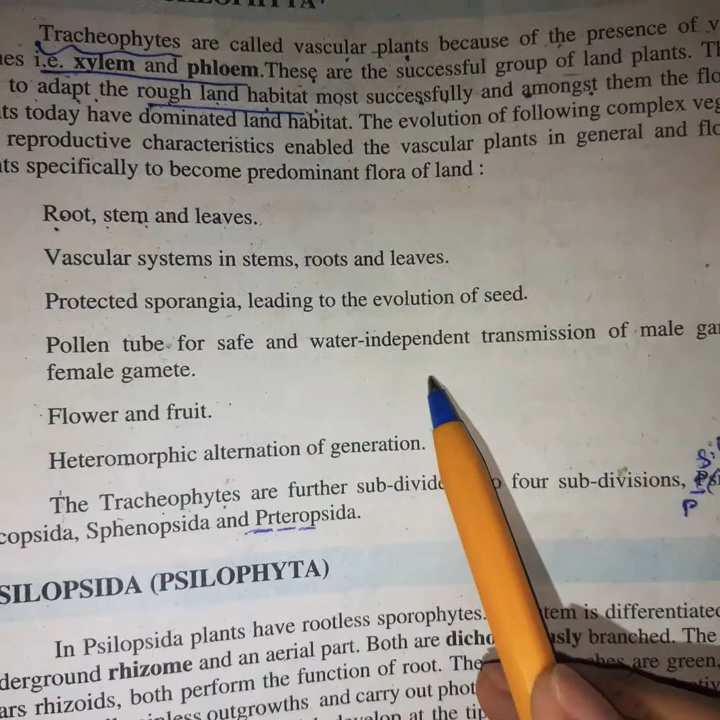 Tracheophytes are called vascular plants because of the presence of
i.e. xylem and phloem.These are the successful group of land plants.
to adapt the rough land habitat most successfully and amongst them the
today have dominated land habitat. The evolution of following complex
reproductive characteristics enabled the vascular plants in general and
specifically to become predominant flora of land :
Root, stem and leaves.
Vascular systems in stems, roots and leaves.
Protected sporangia, leading to the evolution of seed.
Pollen tube for safe and water-independent transmission of male
female gamete.
Flower and fruit.
Heteromorphic alternation of generation.
The Tracheophytes are further four sub-divisions,
Sphenopsida and Prteropsida.
SILOPSIDA (PSILOPHYTA)
In Psilopsida plants have rootless sporophytes. is differentiated
rhizome and an aerial part. Both are branched. The
rhizoids, both perform the function of root. are green.
outgrowths and carry out
at the